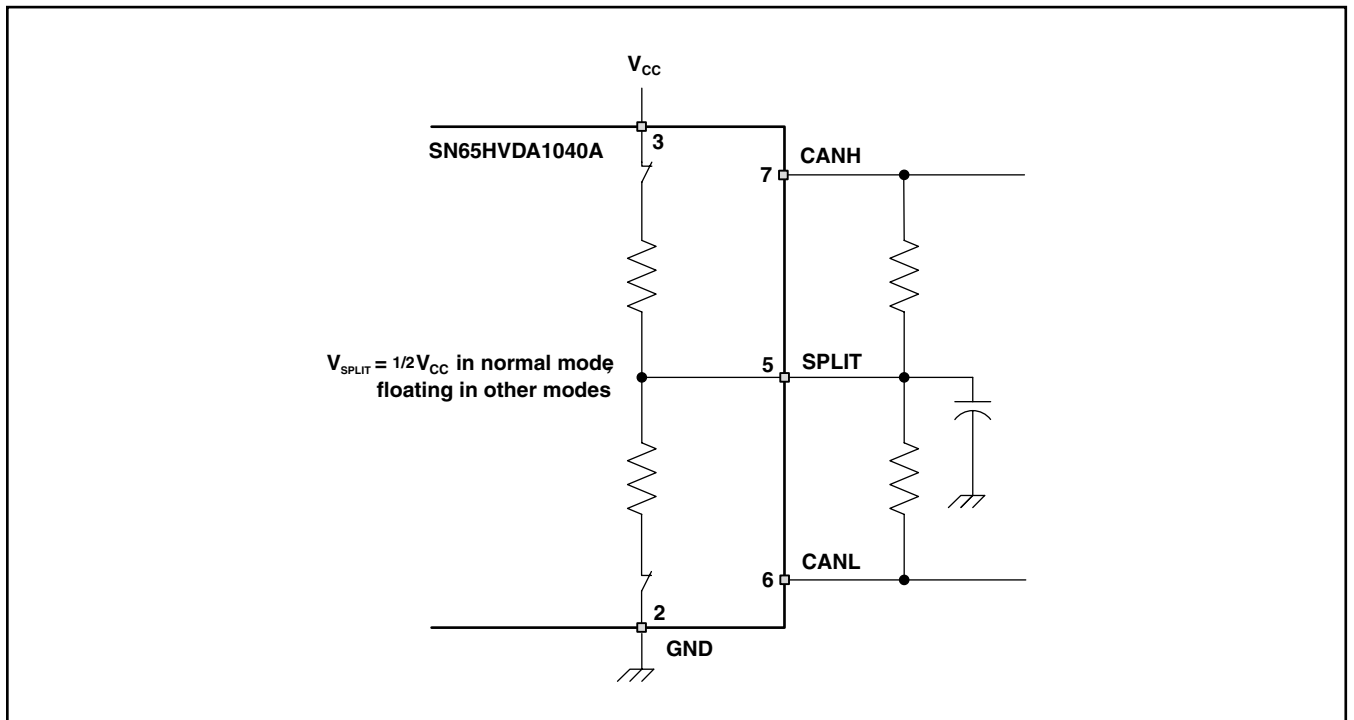 VCC
3
SN65HVDA1040A
CANH
7
VSPLIT = 1/2VCC in normal mode,
floating in other modes
5
SPLIT
CANL
6
2
GND